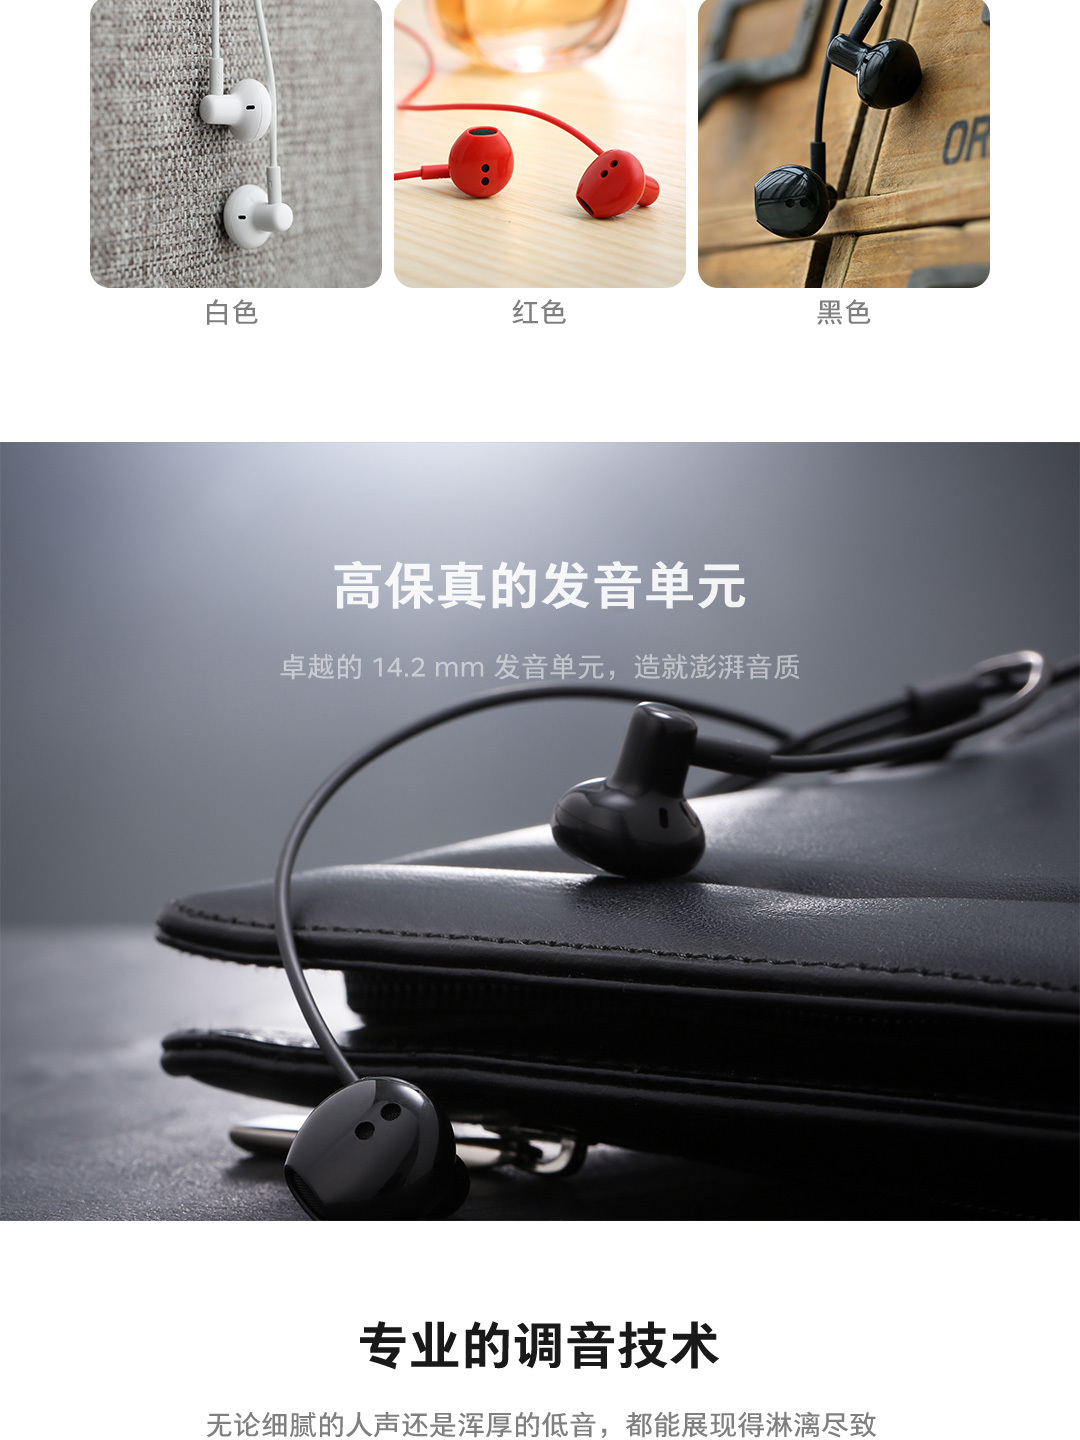 OR
白色
红色
黑色
高保真的发音单元
卓越的 14.2 mm 发音单元，造就澎湃音质
专业的调音技术
无论细腻的人声还是浑厚的低音，都能展现得淋漓尽致